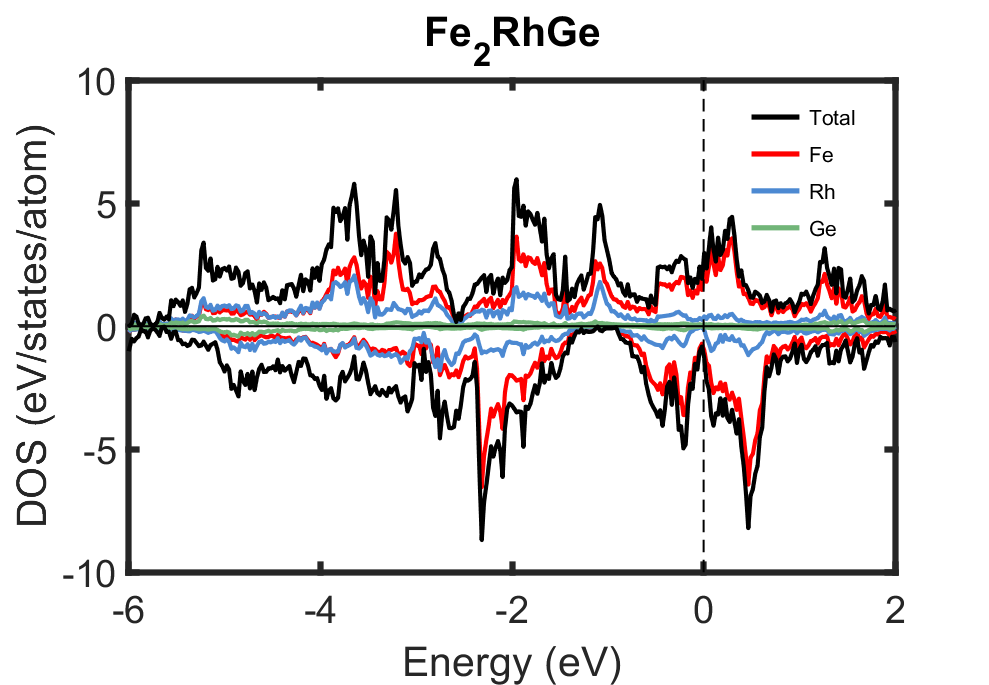 Fe₂RhGe
DOS (eV/states/atom)
10
5
0
-5
-10
-6 -4 -2 0 2
Energy (eV)
Total
Fe
Rh
Ge